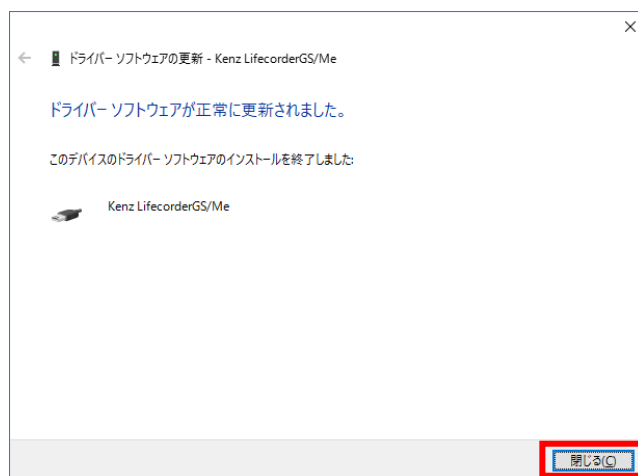 ドライバー ソフトウェアの更新 - Kenz LifecorderGS/Me
ドライバー ソフトウェアが正常に更新されました。
このデバイスのドライバー ソフトウェアのインストールを終了しました:
Kenz LifecorderGS/Me
閉じる(C)